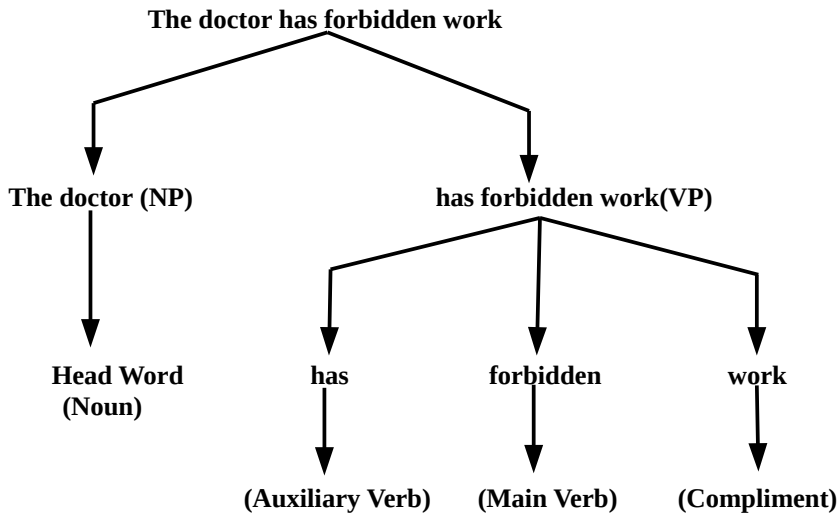 The doctor has forbidden work
The doctor (NP)
has forbidden work(VP)
Head Word
(Noun)
has
forbidden
work
(Auxiliary Verb)
(Main Verb)
(Compliment)